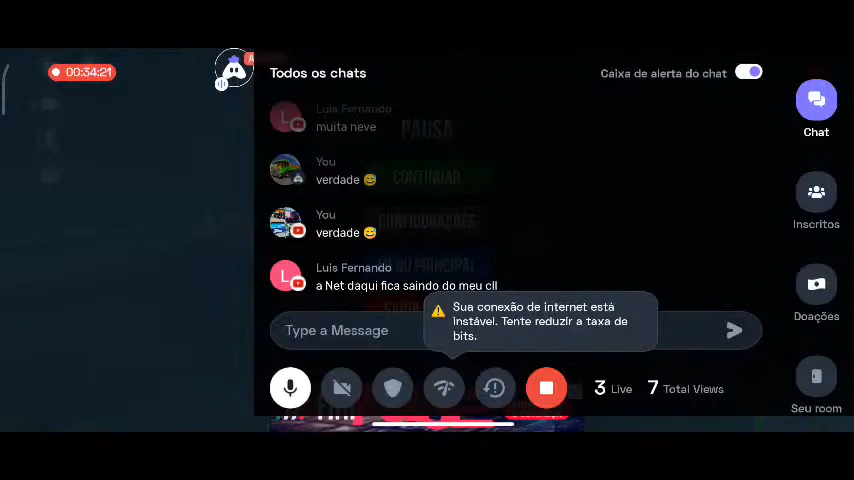 00:34:21
Todos os chats
Caixa de alerta do chat
Luis Fernando
muita neve
PAUSA
Chat
You
verdade 😅
CONTINUAR
You
verdade 😅
CONFIGURAÇÕES
Inscritos
Luis Fernando
MENU PRINCIPAL
a Net daqui fica saindo do meu cll
Sua conexão de internet está
instável. Tente reduzir a taxa de
bits.
Type a Message
Doações
3 Live 7 Total Views
Seu room